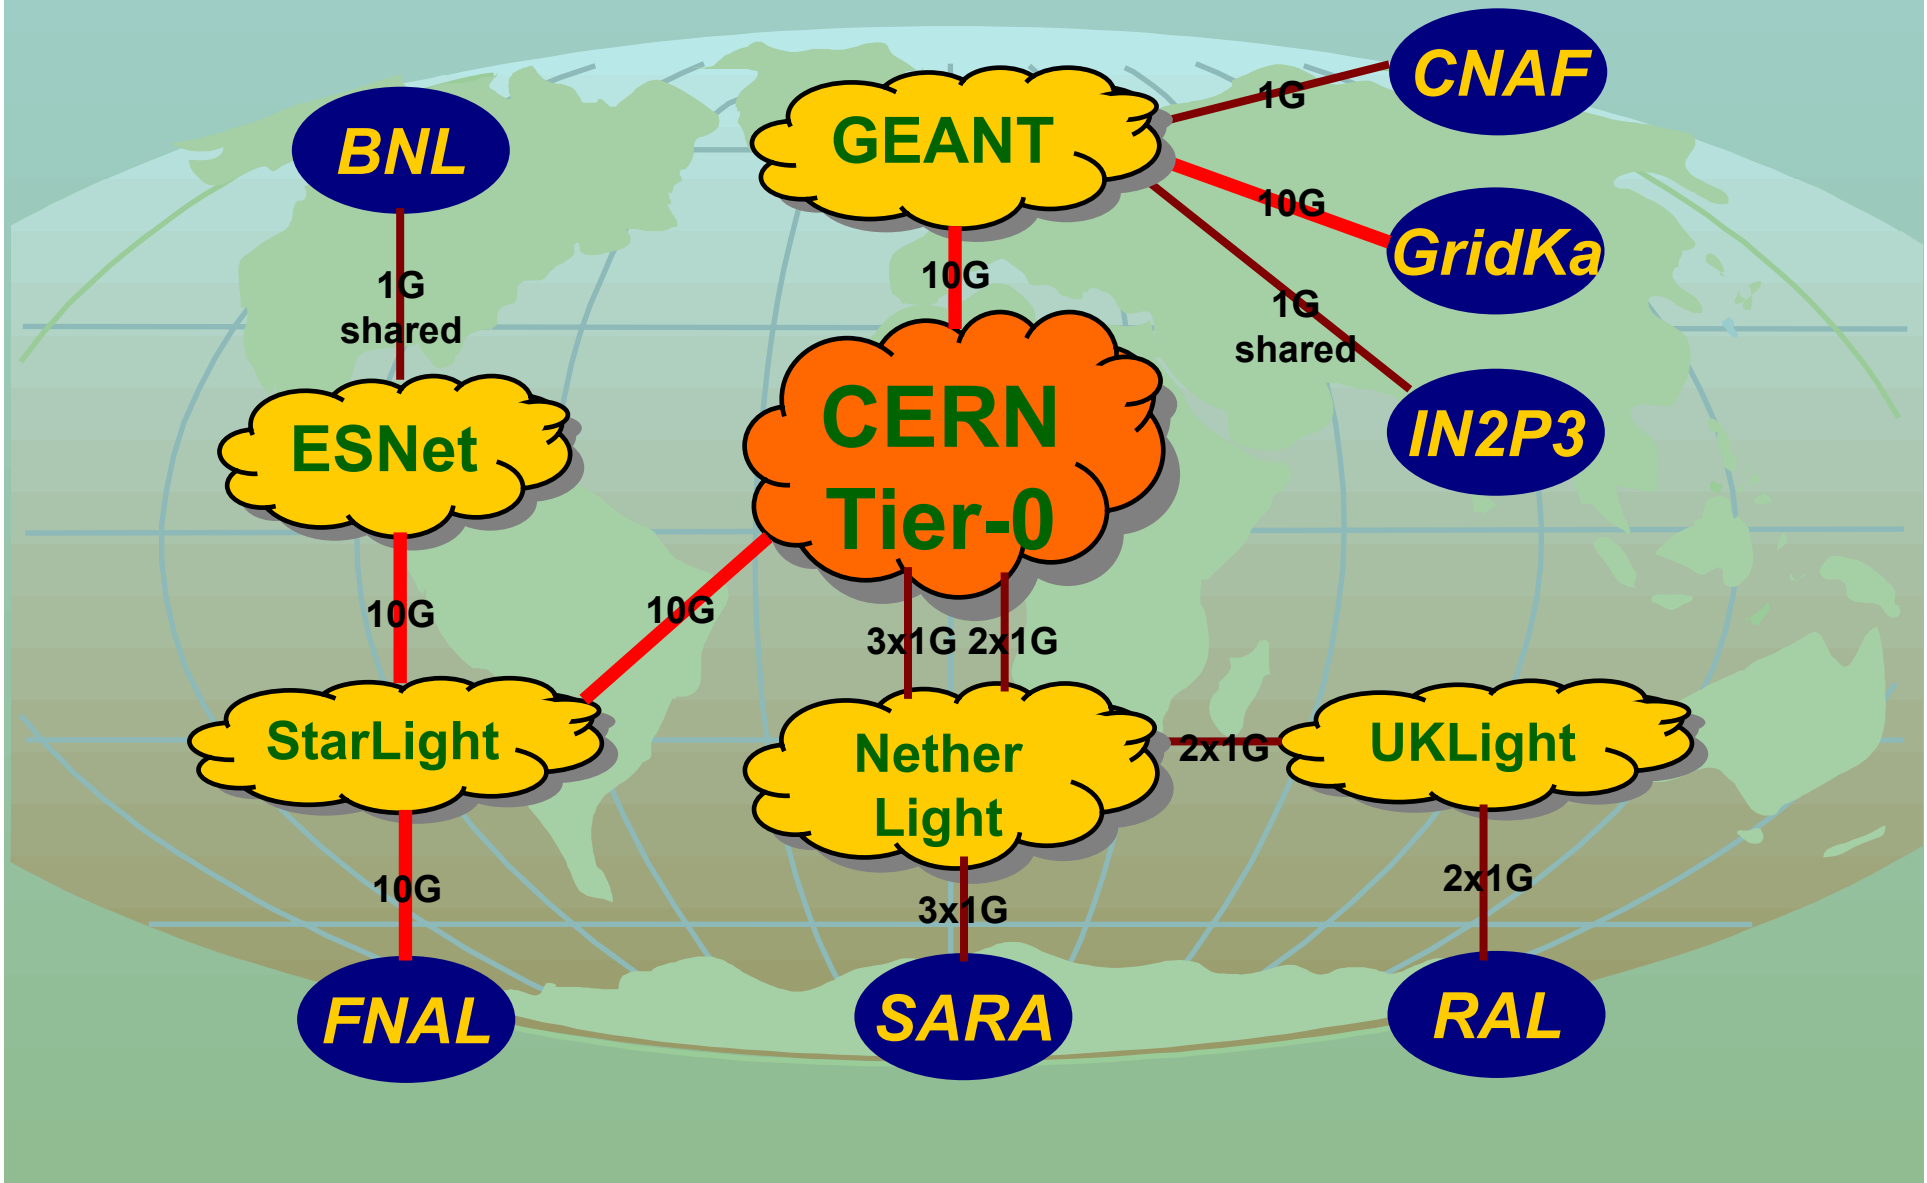 CNAF
1G
GEANT
BNL
10G
GridKa
10G
1G
shared
1G
shared
CERN
Tier-0
IN2P3
ESNet
10G
10G
3x1G
2x1G
StarLight
Nether
Light
2x1G
UKLight
10G
3x1G
2x1G
FNAL
SARA
RAL